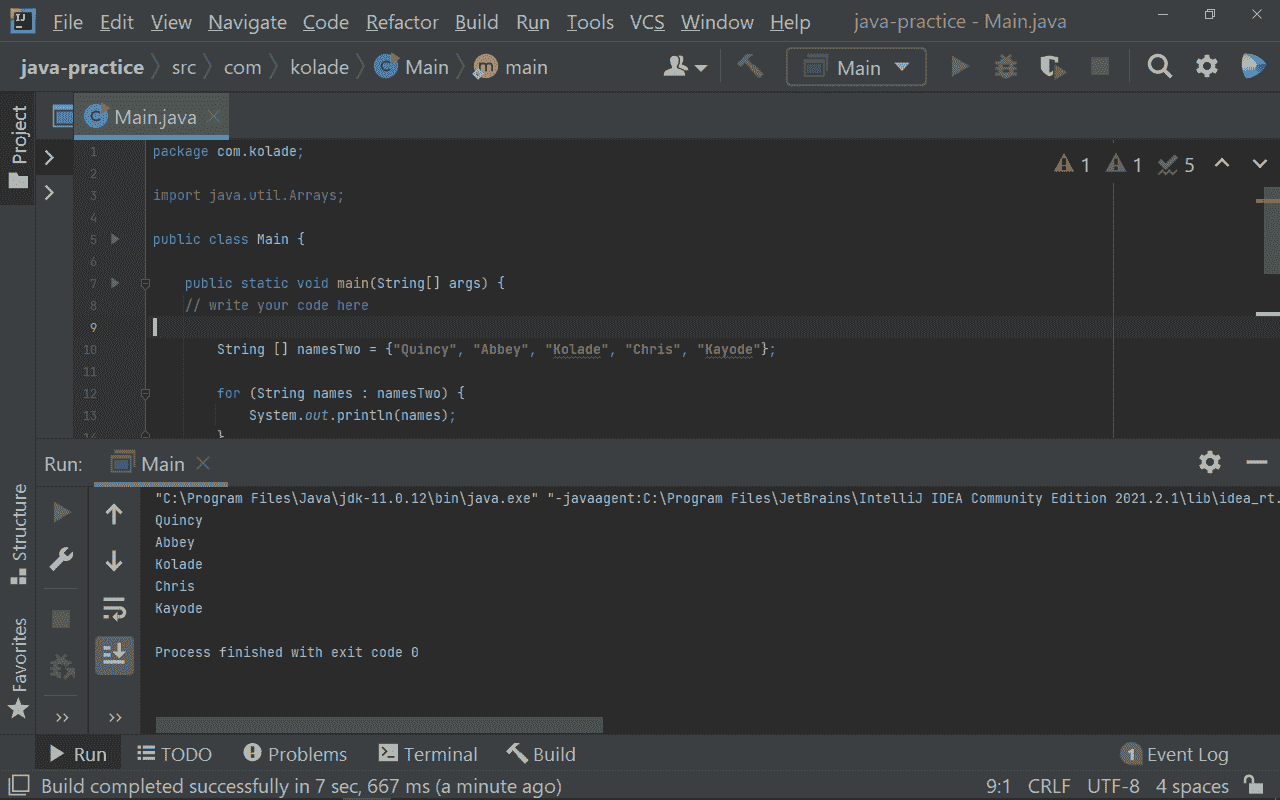 IJ File Edit View Navigate Code Refactor Build Run Tools VCS Window Help java-practice - Main.java
java-practice src com kolade C Main m main Main
Project
C Main.java
1 package com.kolade;
2
3 import java.util.Arrays;
4
5 public class Main {
6
7 public static void main(String[] args) {
8 // write your code here
9
10 String [] namesTwo = {"Quincy", "Abbey", "Kolade", "Chris", "Kayode"};
11
12 for (String names : namesTwo) {
13 System.out.println(names);
14 }
1 1 5
Run: Main
Structure
Favorites
"C:\Program Files\Java\jdk-11.0.12\bin\java.exe" "-javaagent:C:\Program Files\JetBrains\IntelliJ IDEA Community Edition 2021.2.1\lib\idea_rt.
Quincy
Abbey
Kolade
Chris
Kayode
Process finished with exit code 0
Run TODO Problems Terminal Build 1 Event Log
Build completed successfully in 7 sec, 667 ms (a minute ago) 9:1 CRLF UTF-8 4 spaces